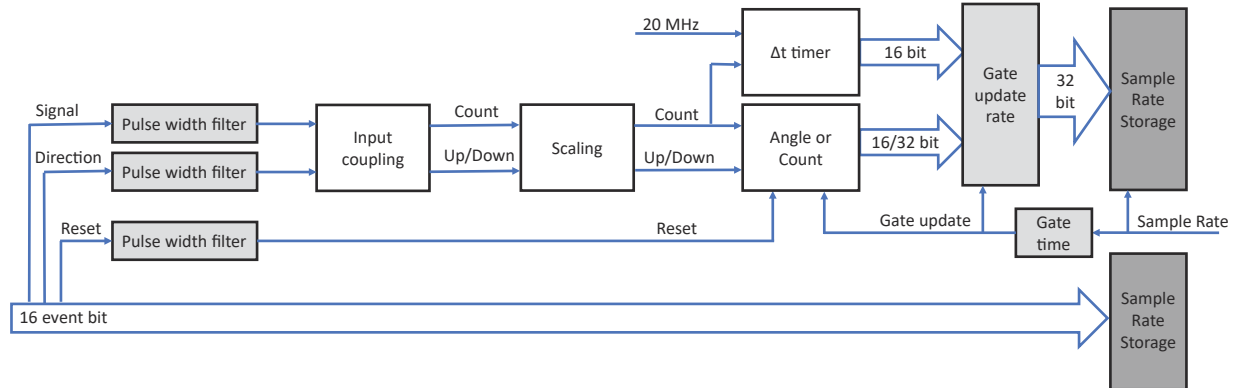 20 MHz
Δt timer
16 bit
Gate
update
rate
32
bit
Sample
Rate
Storage
Signal
Pulse width filter
Direction
Pulse width filter
Input
coupling
Count
Up/Down
Scaling
Count
Up/Down
Angle or
Count
16/32 bit
Reset
Pulse width filter
Reset
Gate update
Gate
time
Sample Rate
16 event bit
Sample
Rate
Storage